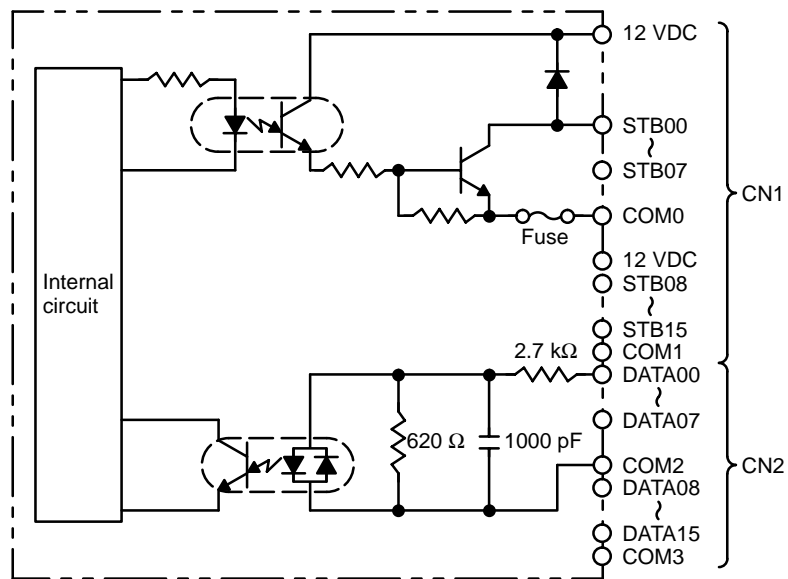 12 VDC
STB00
~
STB07
CN1
COM0
Fuse
12 VDC
Internal
circuit
STB08
~
STB15
2.7 kΩ
COM1
DATA00
~
DATA07
620 Ω
1000 pF
COM2
CN2
DATA08
~
DATA15
COM3